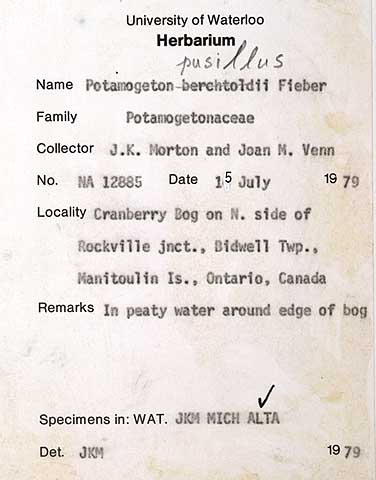 University of Waterloo
Herbarium
pusillus
Name Potamogeton berchtoldii Fieber
Family Potamogetonaceae
Collector J.K. Morton and Joan M. Venn
No. NA 12885 Date 15 July 1979
Locality Cranberry Bog on N. side of
Rockville jnct., Bidwell Twp.,
Manitoulin Is., Ontario, Canada
Remarks In peaty water around edge of bog
Specimens in: WAT. JKM MICH ALTA
Det. JKM 1979